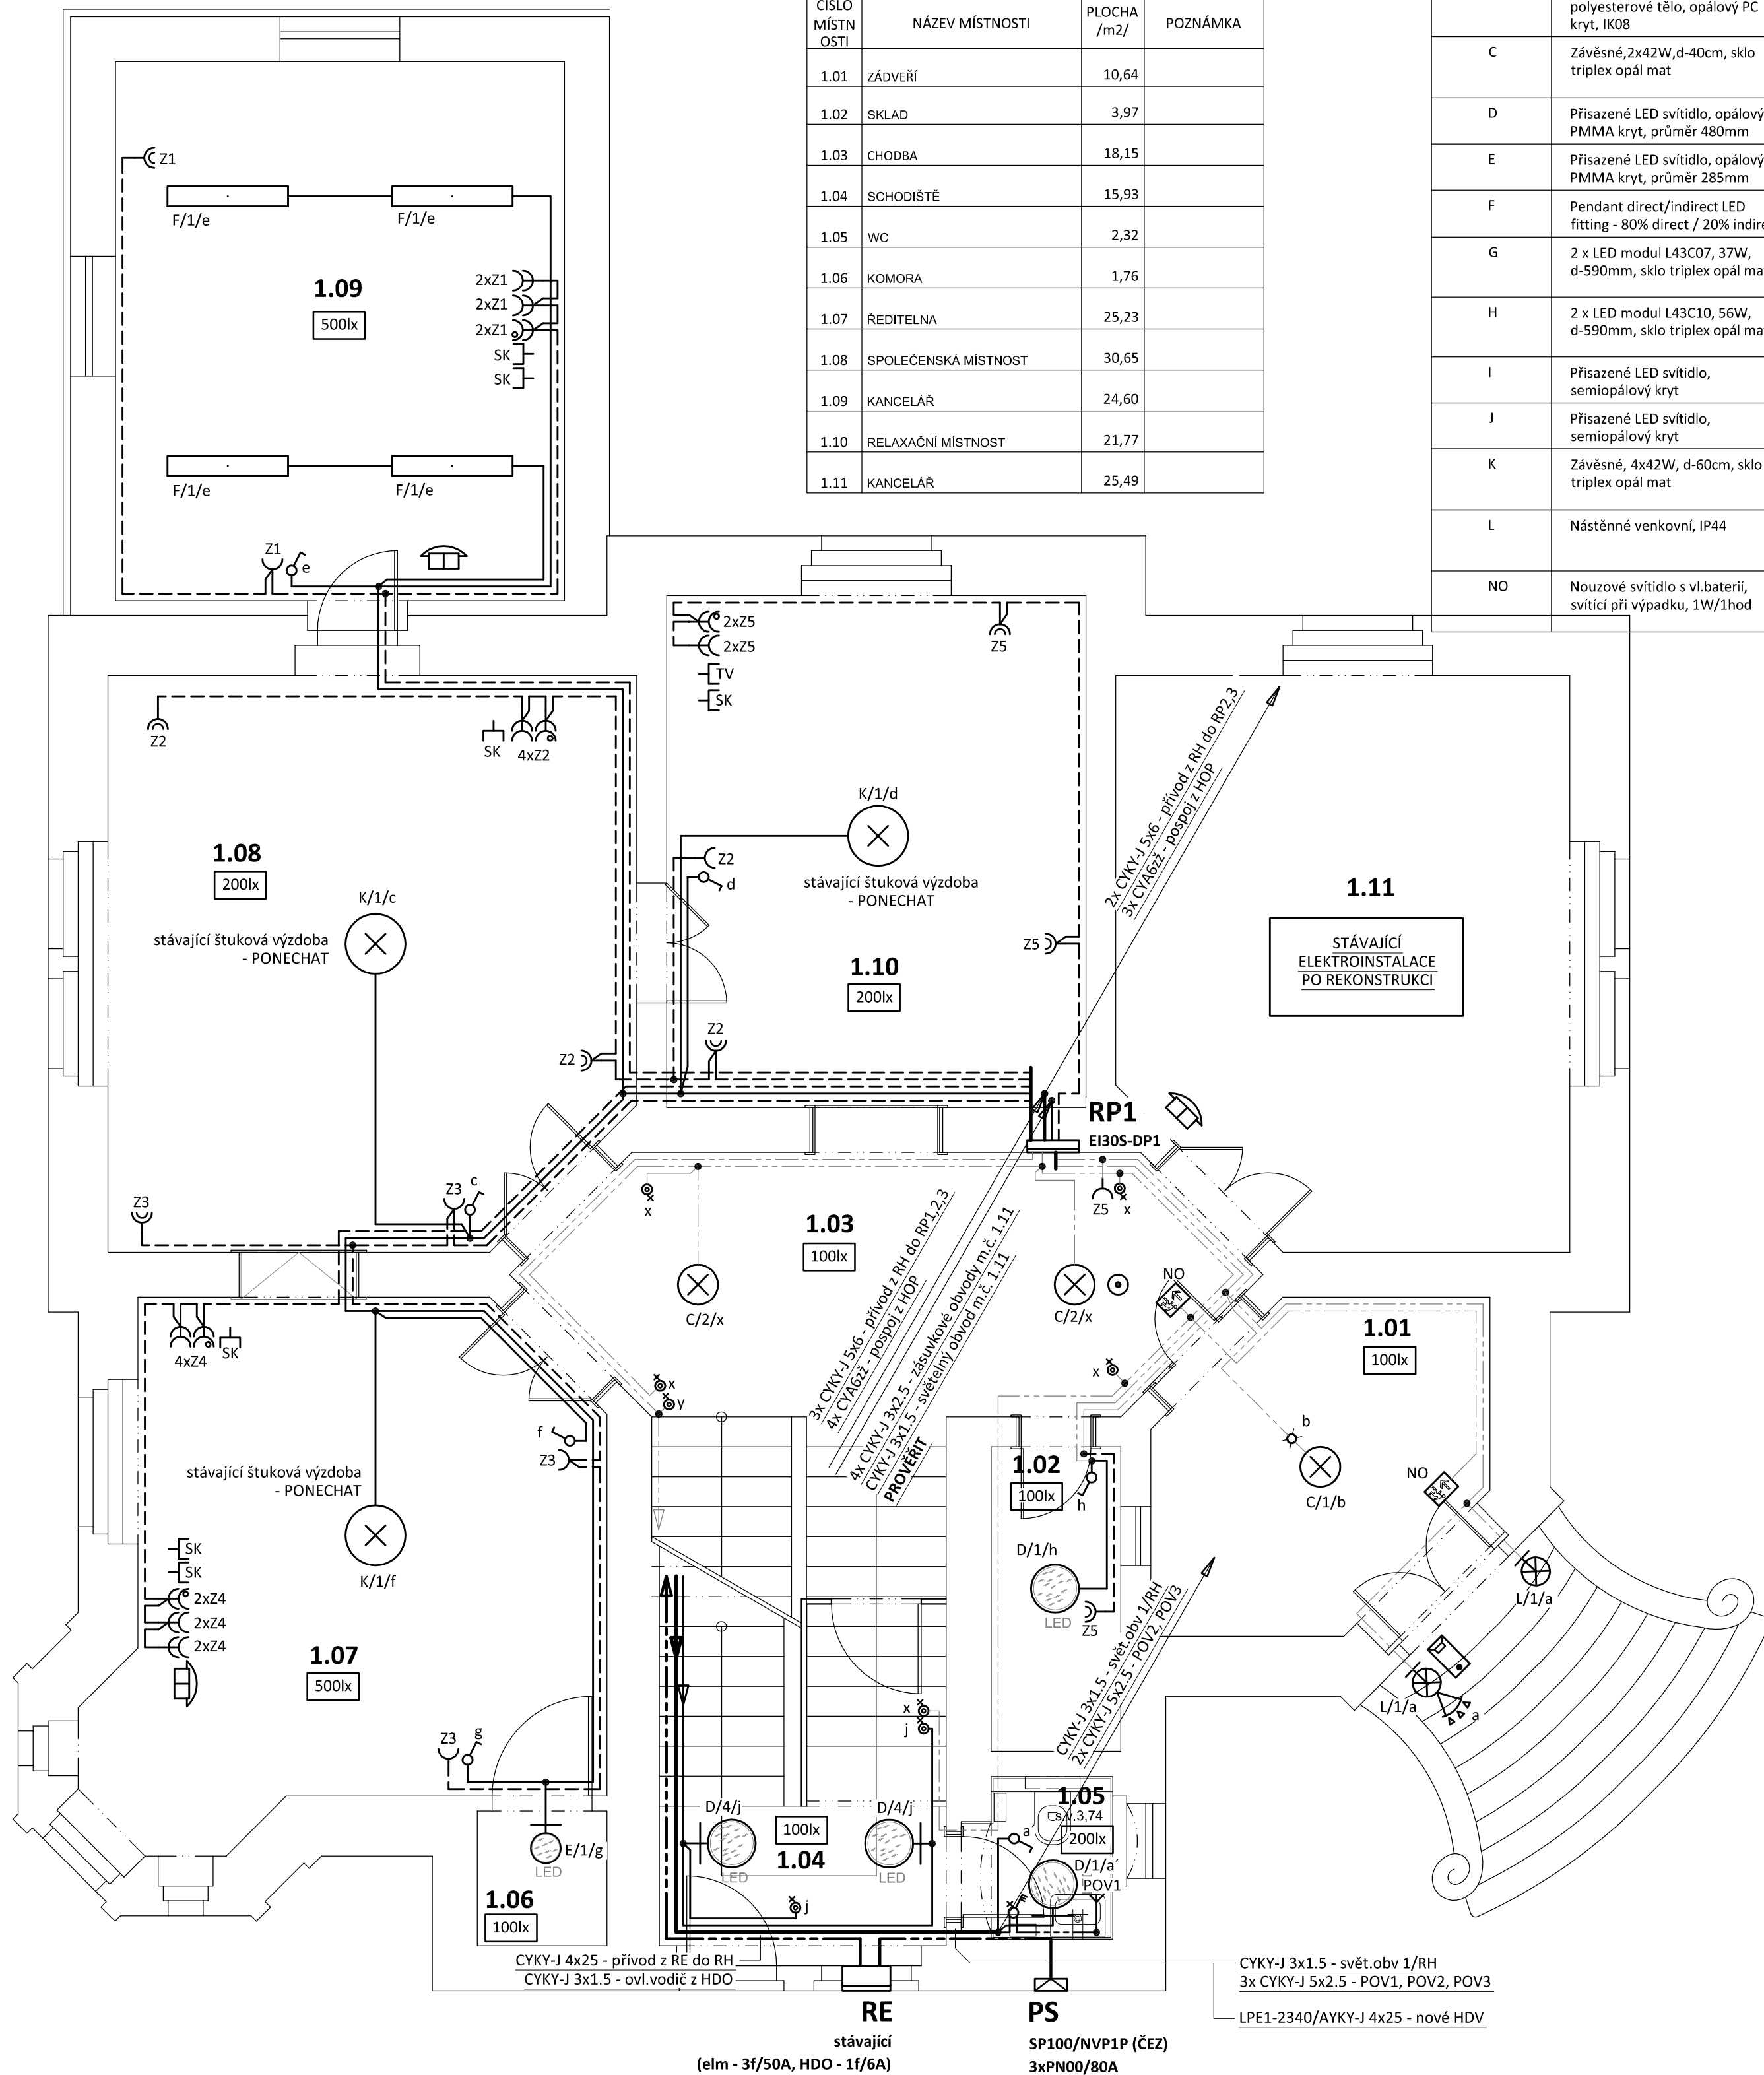 ČÍSLO
MÍSTN
OSTI
NÁZEV MÍSTNOSTI
PLOCHA
/m2/
POZNÁMKA
1.01 ZÁDVEŘÍ 10,64
1.02 SKLAD 3,97
1.03 CHODBA 18,15
1.04 SCHODIŠTĚ 15,93
1.05 WC 2,32
1.06 KOMORA 1,76
1.07 ŘEDITELNA 25,23
1.08 SPOLEČENSKÁ MÍSTNOST 30,65
1.09 KANCELÁŘ 24,60
1.10 RELAXAČNÍ MÍSTNOST 21,77
1.11 KANCELÁŘ 25,49
polyesterové tělo, opálový PC
kryt, IK08
C Závěsné,2x42W,d-40cm, sklo
triplex opál mat
D Přisazené LED svítidlo, opálový
PMMA kryt, průměr 480mm
E Přisazené LED svítidlo, opálový
PMMA kryt, průměr 285mm
F Pendant direct/indirect LED
fitting - 80% direct / 20%
G 2 x LED modul L43C07, 37W,
d-590mm, sklo triplex opál
H 2 x LED modul L43C10, 56W,
d-590mm, sklo triplex opál
I Přisazené LED svítidlo,
semiopálový kryt
J Přisazené LED svítidlo,
semiopálový kryt
K Závěsné, 4x42W, d-60cm, sklo
triplex opál mat
L Nástěnné venkovní, IP44
NO Nouzové svítidlo s vl.baterií,
svítící při výpadku, 1W/1hod
Z1
F/1/e
F/1/e
1.09
500lx
2xZ1
2xZ1
2xZ1
SK
SK
F/1/e
F/1/e
Z1
e
2xZ5
2xZ5
TV
SK
Z5
Z2
SK
4xZ2
K/1/d
Z2
d
stávající štuková výzdoba
- PONECHAT
1.08
200lx
K/1/c
stávající štuková výzdoba
- PONECHAT
Z5
1.10
200lx
Z2
Z2
2x CYKY-J 5x6 - přívod z RH do RP2,3
3x CYA6zž - pospoj z HOP
1.11
STÁVAJÍCÍ
ELEKTROINSTALACE
PO REKONSTRUKCI
RP1
EI30S-DP1
Z3
Z3
c
x
Z5
x
1.03
100lx
C/2/x
C/2/x
NO
3x CYKY-J 5x6 - přívod z RH do RP1,2,3
4x CYA6zž - pospoj z HOP
4x CYKY-J 3x2.5 - zásuvkové obvody m.č. 1.11
CYKY-J 3x1.5 - světelný obvod m.č. 1.11
PROVĚŘIT
1.01
100lx
4xZ4
SK
x
y
x
f
Z3
stávající štuková výzdoba
- PONECHAT
b
C/1/b
NO
1.02
100lx
h
SK
SK
2xZ4
2xZ4
2xZ4
K/1/f
D/1/h
LED
Z5
L/1/a
1.07
500lx
CYKY-J 3x1.5 - svět.obv 1/RH
2x CYKY-J 5x2.5 - POV2, POV3
L/1/a
a
Z3
g
x
j
E/1/g
LED
1.06
100lx
D/4/j
LED
100lx
1.04
D/4/j
LED
j
1.05
s.v.3,74
200lx
a´
D/1/a´
POV1
CYKY-J 4x25 - přívod z RE do RH
CYKY-J 3x1.5 - ovl.vodič z HDO
CYKY-J 3x1.5 - svět.obv 1/RH
3x CYKY-J 5x2.5 - POV1, POV2, POV3
LPE1-2340/AYKY-J 4x25 - nové HDV
RE
stávající
(elm - 3f/50A, HDO - 1f/6A)
PS
SP100/NVP1P (ČEZ)
3xPN00/80A